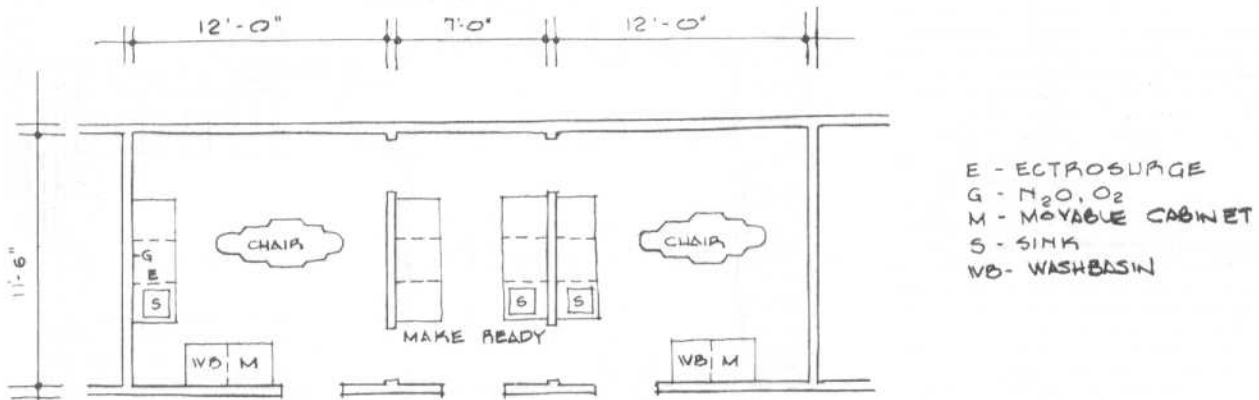 12'-0" 7'-0" 12'-0"
11'-6"
E - ECTROSURGE
G - N₂O, O₂
M - MOVABLE CABINET
S - SINK
WB - WASHBASIN
CHAIR
CHAIR
G
E
S
S
S
MAKE READY
WB M
WB M